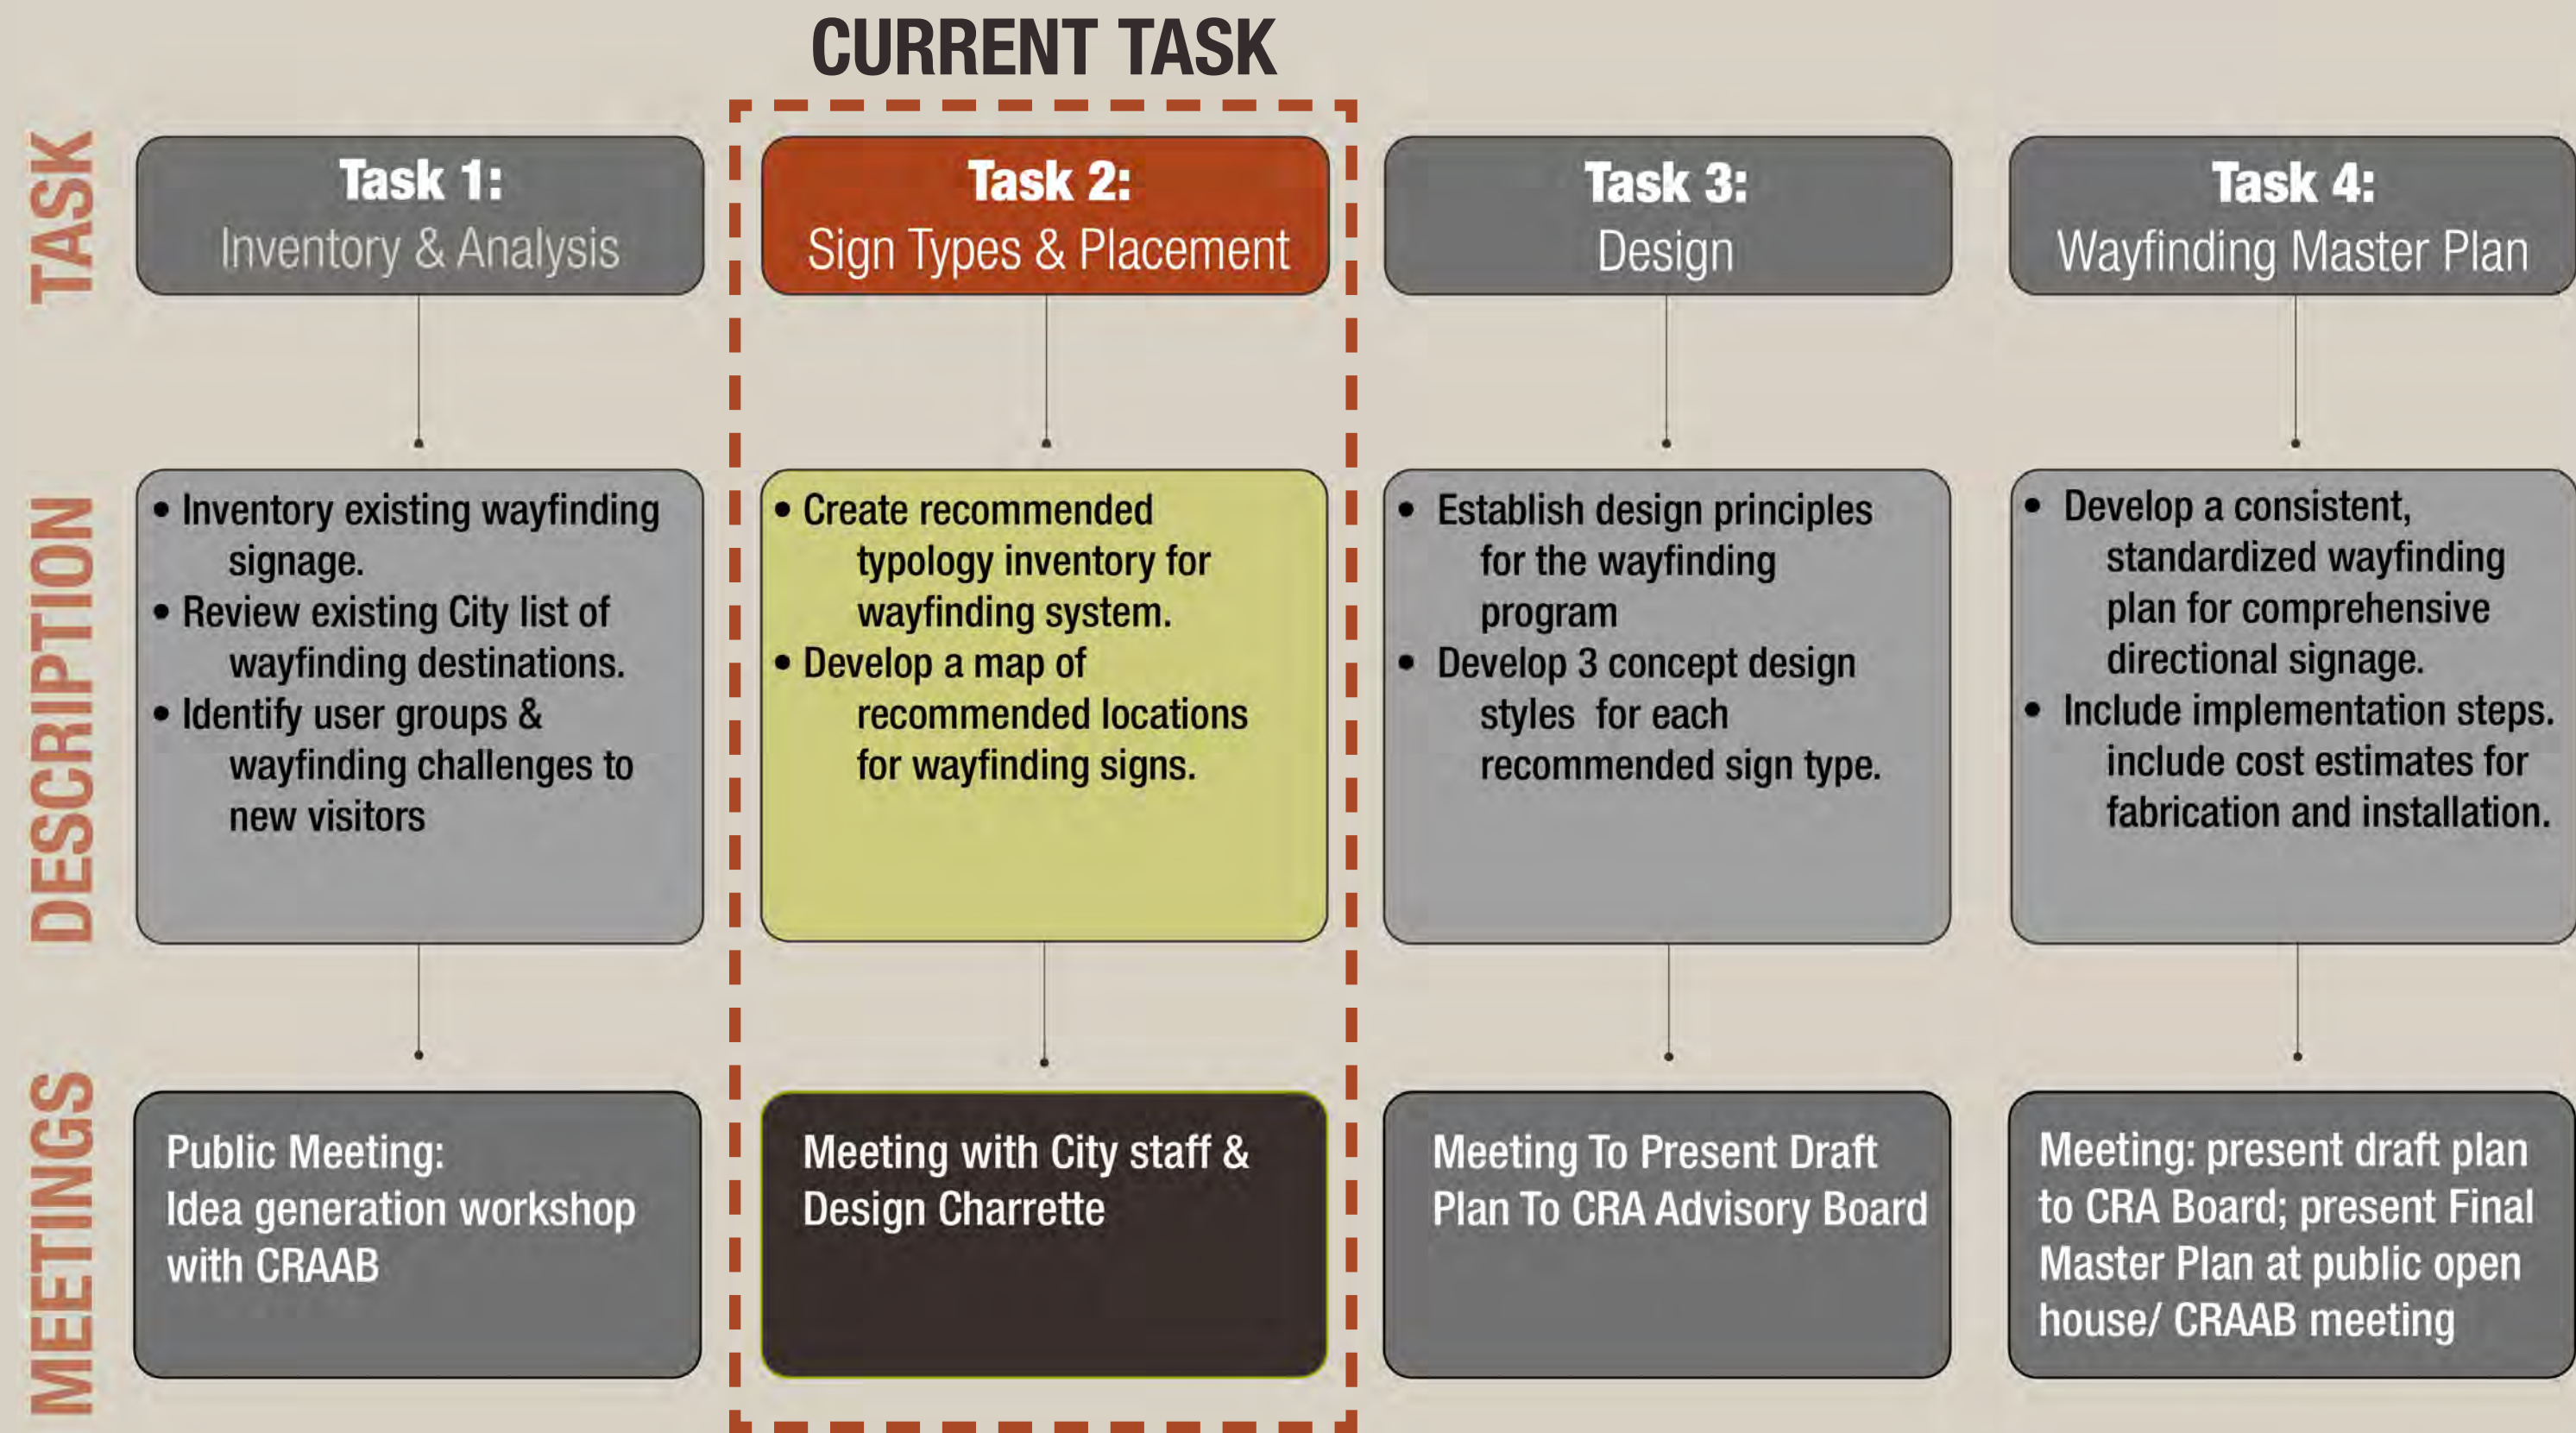 CURRENT TASK
TASK
Task 1:
Inventory & Analysis
Task 2:
Sign Types & Placement
Task 3:
Design
Task 4:
Wayfinding Master Plan
DESCRIPTION
• Inventory existing wayfinding
signage.
• Review existing City list of
wayfinding destinations.
• Identify user groups &
wayfinding challenges to
new visitors
• Create recommended
typology inventory for
wayfinding system.
• Develop a map of
recommended locations
for wayfinding signs.
• Establish design principles
for the wayfinding
program
• Develop 3 concept design
styles for each
recommended sign type.
• Develop a consistent,
standardized wayfinding
plan for comprehensive
directional signage.
• Include implementation steps.
include cost estimates for
fabrication and installation.
MEETINGS
Public Meeting:
Idea generation workshop
with CRAAB
Meeting with City staff &
Design Charrette
Meeting To Present Draft
Plan To CRA Advisory Board
Meeting: present draft plan
to CRA Board; present Final
Master Plan at public open
house/ CRAAB meeting